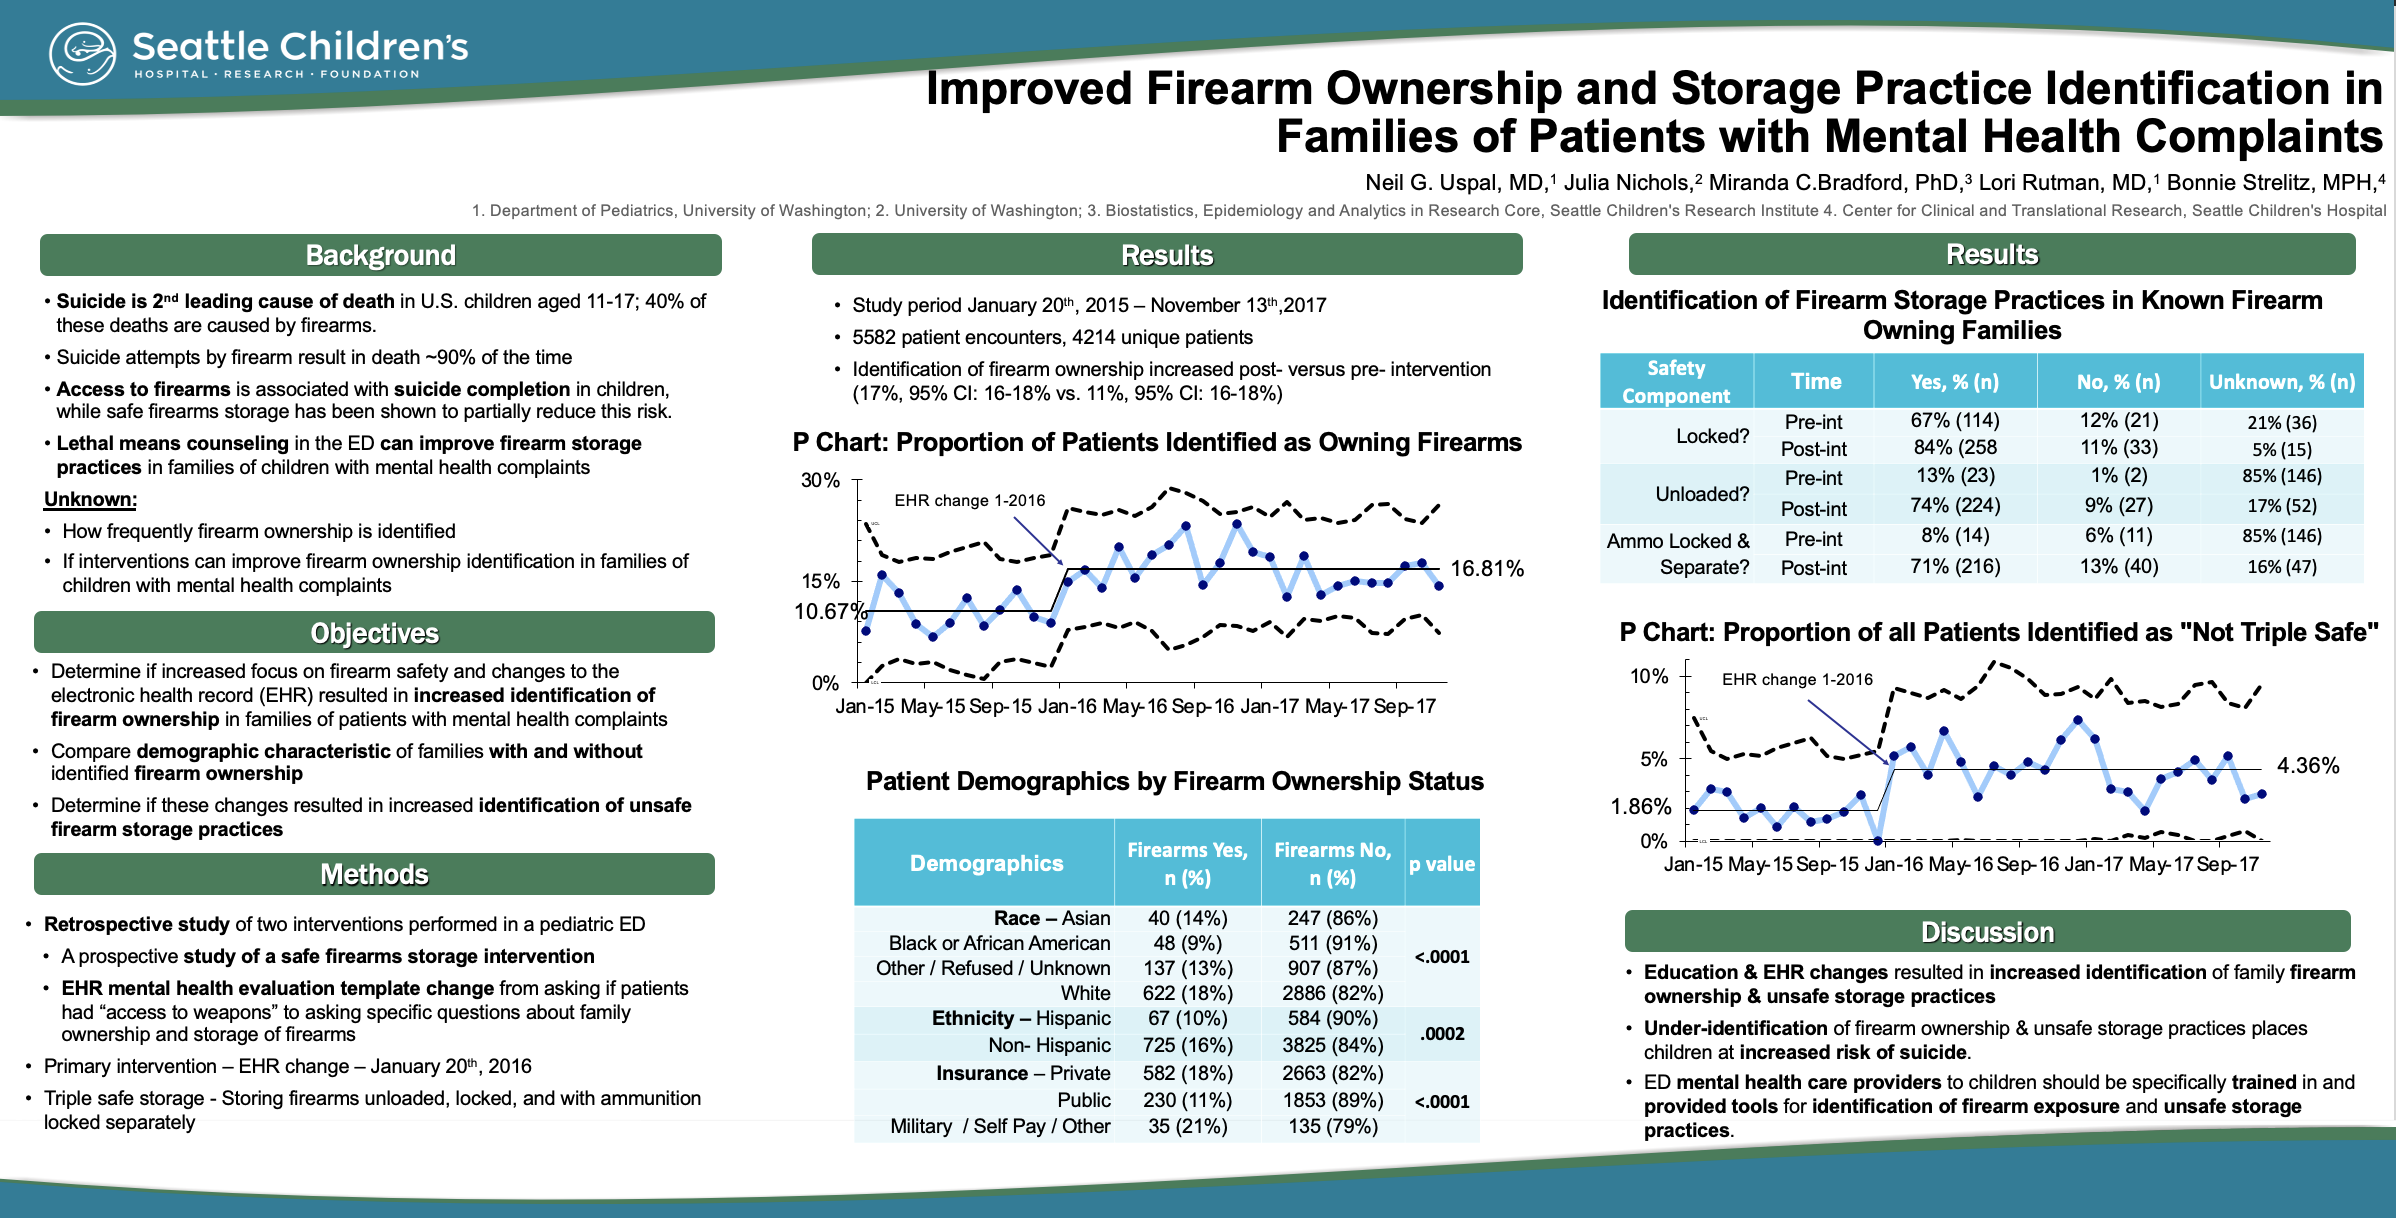 Seattle Children's
HOSPITAL · RESEARCH · FOUNDATION
Improved Firearm Ownership and Storage Practice Identification in
Families of Patients with Mental Health Complaints
Neil G. Uspal, MD,¹ Julia Nichols,² Miranda C.Bradford, PhD,³ Lori Rutman, MD,¹ Bonnie Strelitz, MPH,⁴
1. Department of Pediatrics, University of Washington; 2. University of Washington; 3. Biostatistics, Epidemiology and Analytics in Research Core, Seattle Children's Research Institute 4. Center for Clinical and Translational Research, Seattle Children's Hospital
Background
• Suicide is 2nd leading cause of death in U.S. children aged 11-17; 40% of
these deaths are caused by firearms.
• Suicide attempts by firearm result in death ~90% of the time
• Access to firearms is associated with suicide completion in children,
while safe firearms storage has been shown to partially reduce this risk.
• Lethal means counseling in the ED can improve firearm storage
practices in families of children with mental health complaints
Unknown:
• How frequently firearm ownership is identified
• If interventions can improve firearm ownership identification in families of
children with mental health complaints
Objectives
• Determine if increased focus on firearm safety and changes to the
electronic health record (EHR) resulted in increased identification of
firearm ownership in families of patients with mental health complaints
• Compare demographic characteristic of families with and without
identified firearm ownership
• Determine if these changes resulted in increased identification of unsafe
firearm storage practices
Methods
• Retrospective study of two interventions performed in a pediatric ED
• A prospective study of a safe firearms storage intervention
• EHR mental health evaluation template change from asking if patients
had “access to weapons” to asking specific questions about family
ownership and storage of firearms
• Primary intervention – EHR change – January 20th, 2016
• Triple safe storage - Storing firearms unloaded, locked, and with ammunition
locked separately
Results
• Study period January 20th, 2015 – November 13th,2017
• 5582 patient encounters, 4214 unique patients
• Identification of firearm ownership increased post- versus pre- intervention
(17%, 95% CI: 16-18% vs. 11%, 95% CI: 16-18%)
P Chart: Proportion of Patients Identified as Owning Firearms
30%
EHR change 1-2016
UCL
16.81%
15%
10.67%
UCL
0%
Jan-15 May-15 Sep-15 Jan-16 May-16 Sep-16 Jan-17 May-17 Sep-17
Patient Demographics by Firearm Ownership Status
Demographics Firearms Yes, n (%) Firearms No, n (%) p value
Race – Asian 40 (14%) 247 (86%)
Black or African American 48 (9%) 511 (91%)
<.0001
Other / Refused / Unknown 137 (13%) 907 (87%)
White 622 (18%) 2886 (82%)
Ethnicity – Hispanic 67 (10%) 584 (90%)
.0002
Non- Hispanic 725 (16%) 3825 (84%)
Insurance – Private 582 (18%) 2663 (82%)
Public 230 (11%) 1853 (89%)
<.0001
Military / Self Pay / Other 35 (21%) 135 (79%)
Results
Identification of Firearm Storage Practices in Known Firearm
Owning Families
Safety Component Time Yes, % (n) No, % (n) Unknown, % (n)
Locked? Pre-int 67% (114) 12% (21) 21% (36)
Post-int 84% (258 11% (33) 5% (15)
Unloaded? Pre-int 13% (23) 1% (2) 85% (146)
Post-int 74% (224) 9% (27) 17% (52)
Ammo Locked & Pre-int 8% (14) 6% (11) 85% (146)
Separate? Post-int 71% (216) 13% (40) 16% (47)
P Chart: Proportion of all Patients Identified as "Not Triple Safe"
10%
EHR change 1-2016
UCL
5%
4.36%
1.86%
0%
UCL
Jan-15 May-15 Sep-15 Jan-16 May-16 Sep-16 Jan-17 May-17 Sep-17
Discussion
• Education & EHR changes resulted in increased identification of family firearm
ownership & unsafe storage practices
• Under-identification of firearm ownership & unsafe storage practices places
children at increased risk of suicide.
• ED mental health care providers to children should be specifically trained in and
provided tools for identification of firearm exposure and unsafe storage
practices.